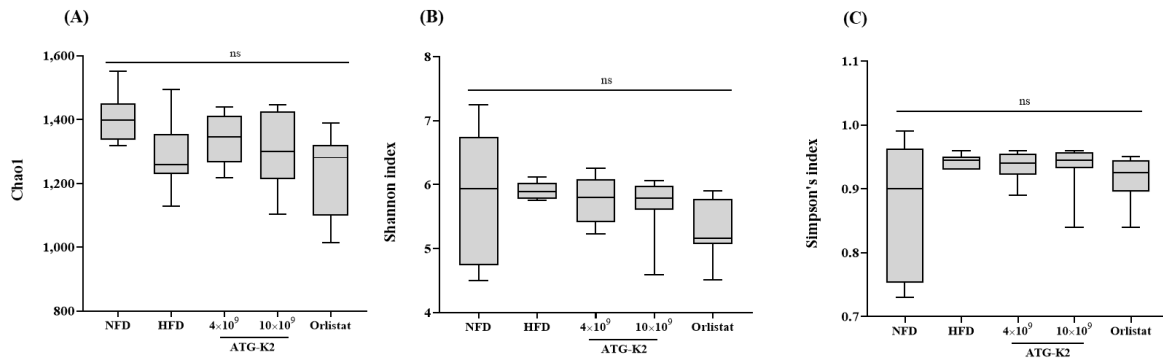 (A)
ns
1,600
1,400
1,200
1,000
800
Chao1
NFD HFD 4×10⁹ 10×10⁹ Orlistat
ATG-K2
(B)
ns
8
7
6
5
4
Shannon index
NFD HFD 4×10⁹ 10×10⁹ Orlistat
ATG-K2
(C)
ns
1.1
1.0
0.9
0.8
0.7
Simpson's index
NFD HFD 4×10⁹ 10×10⁹ Orlistat
ATG-K2